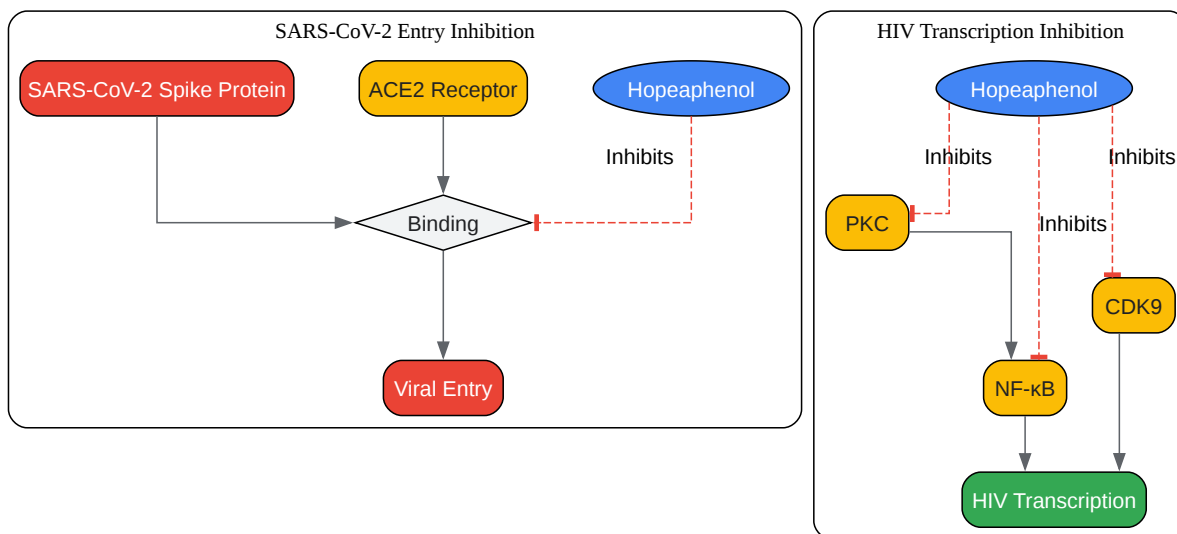 SARS-CoV-2 Entry Inhibition
SARS-CoV-2 Spike Protein
ACE2 Receptor
Hopeaphenol
Inhibits
Binding
Viral Entry
HIV Transcription Inhibition
Hopeaphenol
Inhibits
Inhibits
PKC
Inhibits
CDK9
NF-κB
HIV Transcription